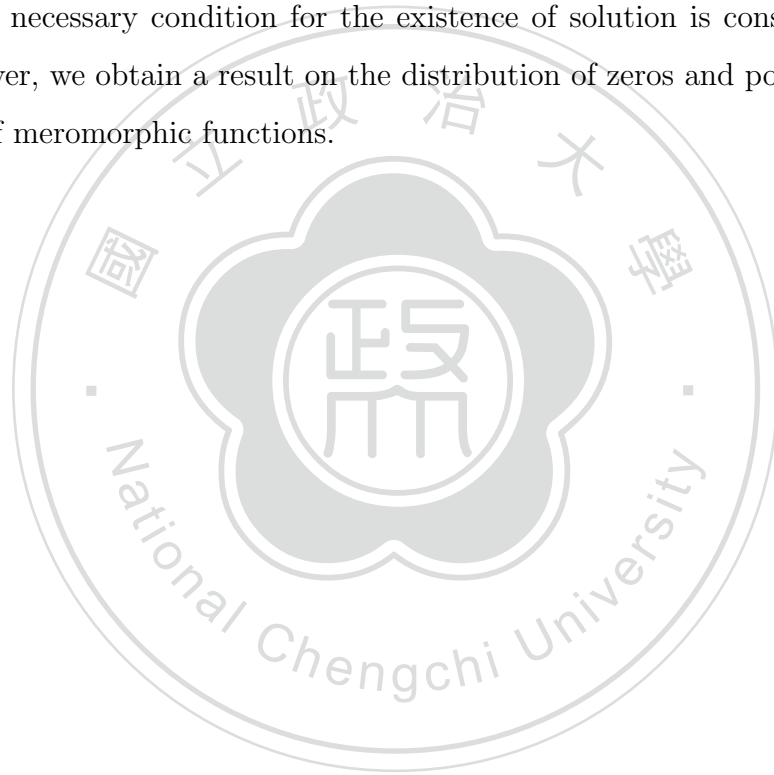 necessary condition for the existence of solution is cons
ver, we obtain a result on the distribution of zeros and po
f meromorphic functions.
國立政治大學
政
National Chengchi University